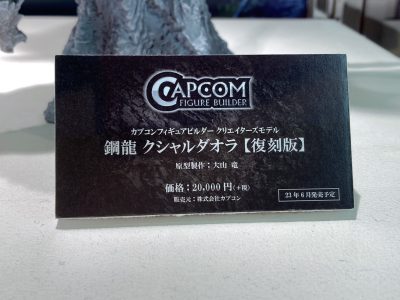 CAPCOM
FIGURE BUILDER
カプコンフィギュアビルダー クリエイターズモデル
鋼龍 クシャルダオラ【復刻版】
原型製作:大山 竜
価格:20,000円(+税)
販売元:株式会社カプコン
23年6月発売予定